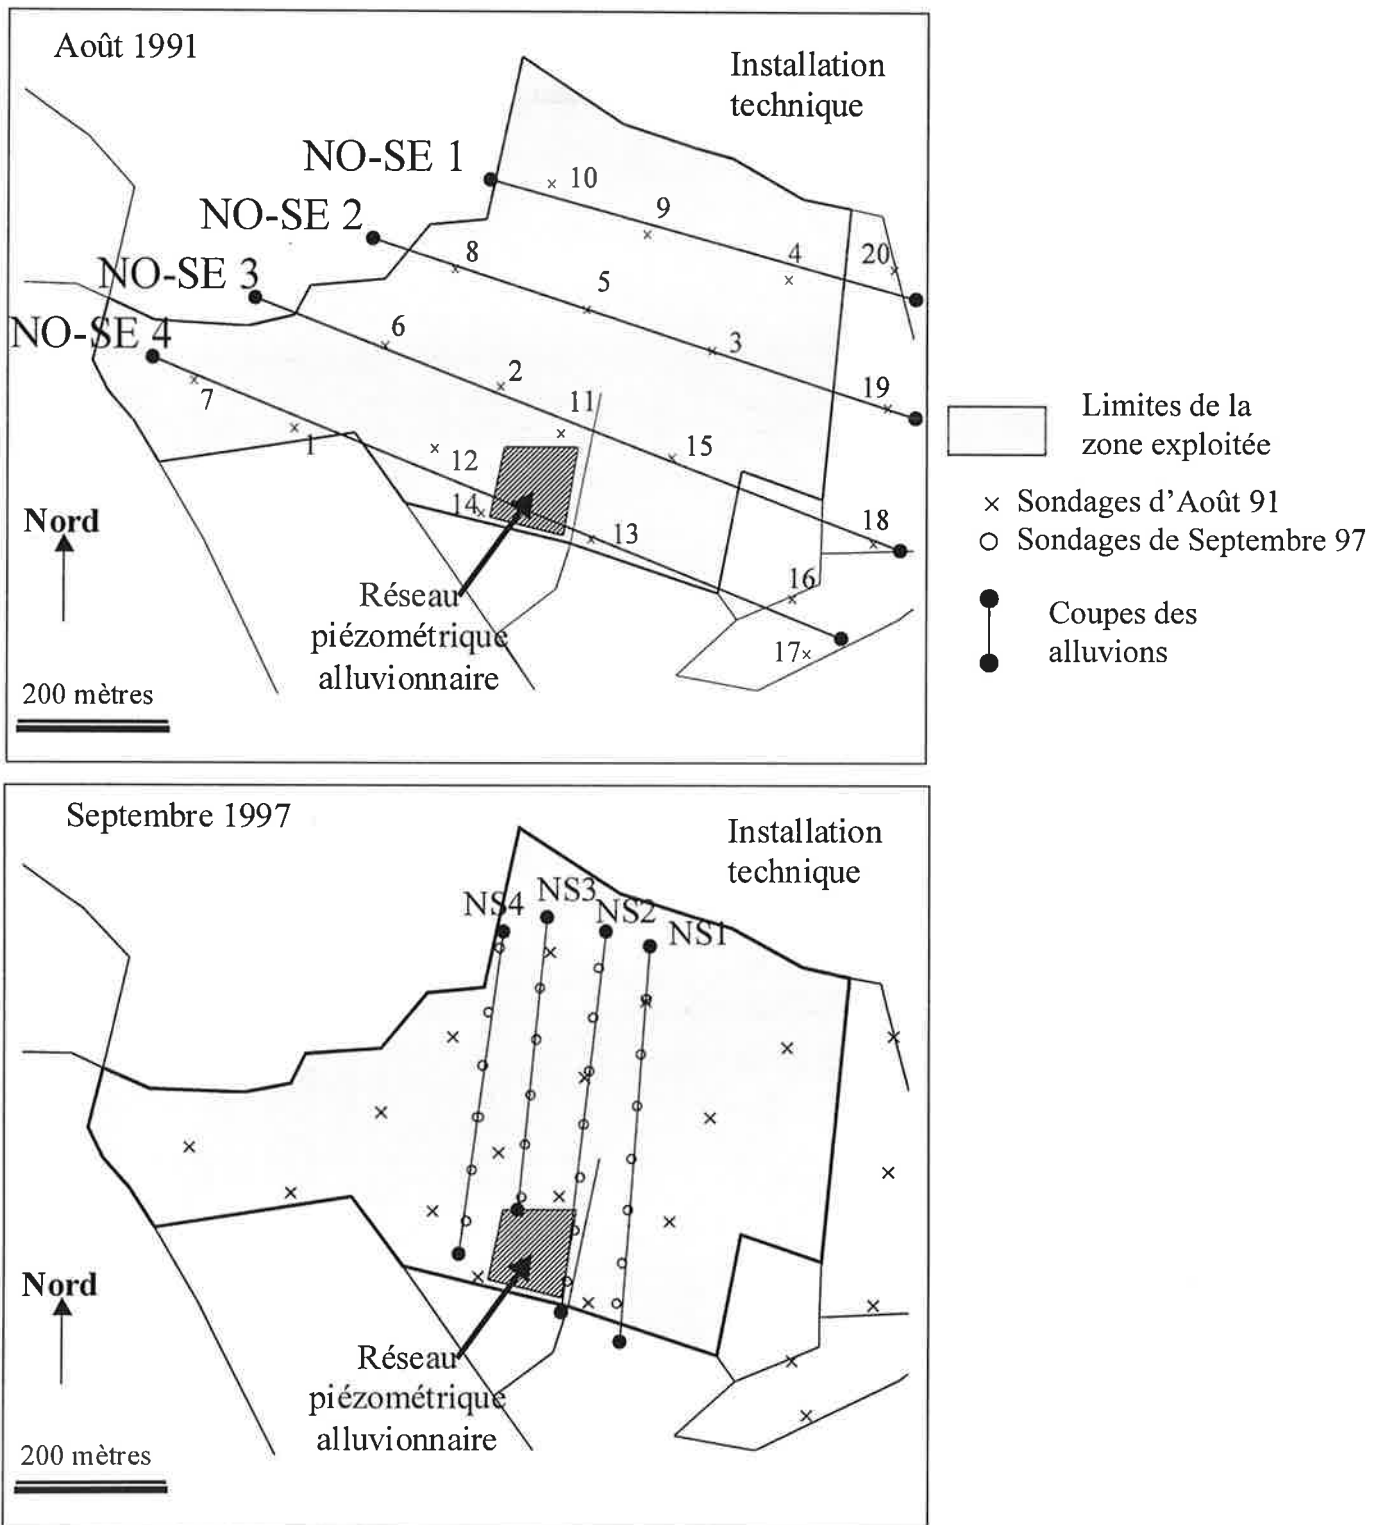 Août 1991
Installation
technique
NO-SE 1
10
NO-SE 2
9
8
4
20
NO-SE 3
5
NO-SE 4
6
3
2
19
7
11
1
15
12
14
18
13
Nord
16
Réseau
piézométrique
17
alluvionnaire
200 mètres
Limites de la
zone exploitée
Sondages d'Août 91
Sondages de Septembre 97
Coupes des
alluvions
Septembre 1997
Installation
technique
NS4
NS3
NS2
NS1
Nord
Réseau
piézométrique
alluvionnaire
200 mètres